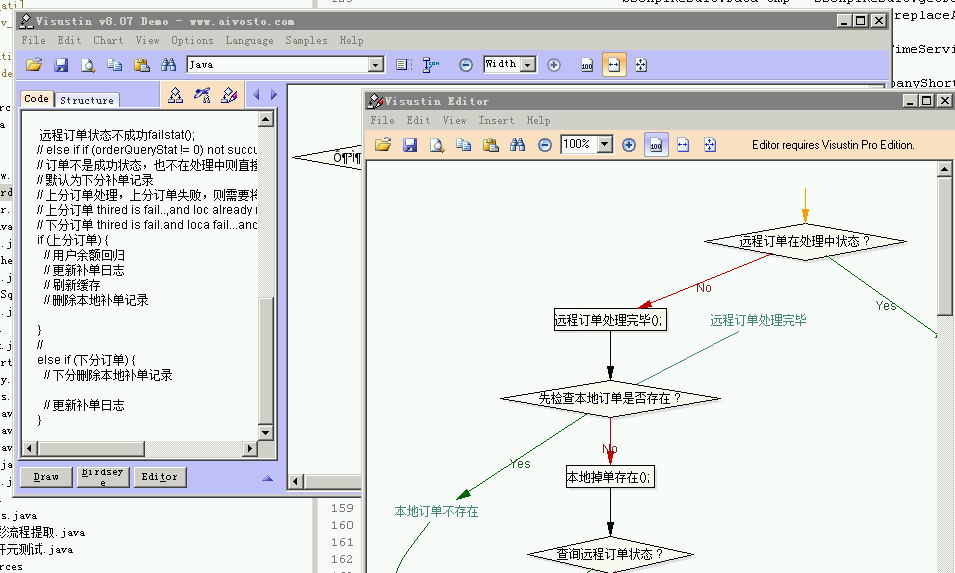 Visustin v8.07 Demo - www.aivosto.com
File Edit Chart View Options Language Samples Help
Java
Width
100
Code
Structure
远程订单状态不成功failstat();
// else if if (orderQueryStat != 0) not succu
// 订单不是成功状态，也不在处理中则直接
// 默认为下分补单记录
// 上分订单处理，上分订单失败，则需要将
// 上分订单 thired is fail..,and loc already r
// 下分订单 thired is fail.and loca fail...and
if (上分订单) {
// 用户余额回归
// 更新补单日志
// 刷新缓存
// 删除本地补单记录
}
//
else if (下分订单) {
// 下分删除本地补单记录
// 更新补单日志
}
Draw
Birdseye
Editor
Visustin Editor
File Edit View Insert Help
100%
100
Editor requires Visustin Pro Edition.
远程订单在处理中状态？
No
Yes
远程订单处理完毕();
远程订单处理完毕
先检查本地订单是否存在？
Yes
No
本地掉单存在();
本地订单不存在
查询远程订单状态？
replaceA
imeServi
panyShort
159
160
161
162
s.java
彩流程提取.java
开元测试.java
rces